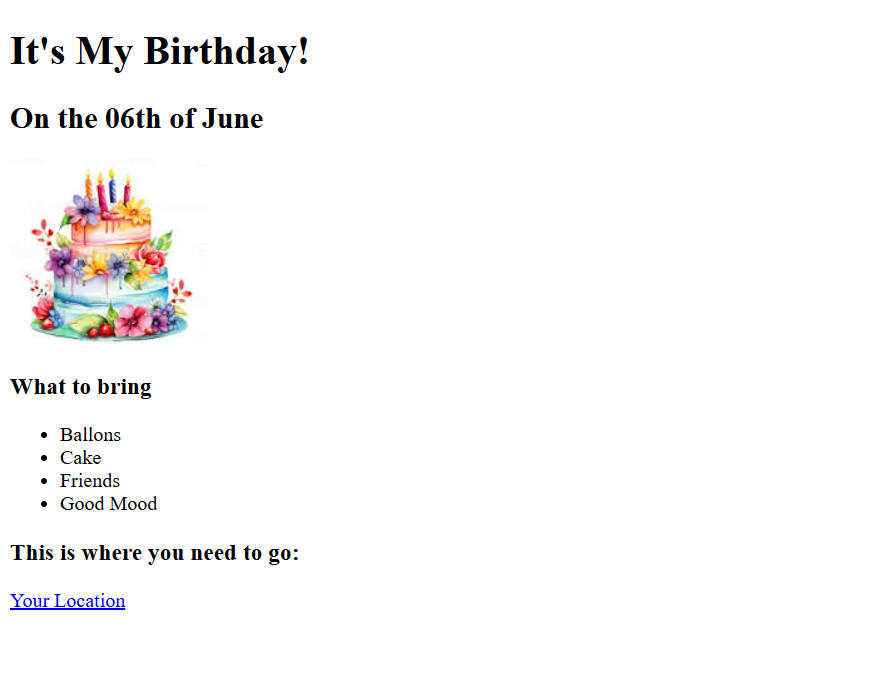 It's My Birthday!
On the 06th of June
What to bring
Ballons
Cake
Friends
Good Mood
This is where you need to go:
Your Location